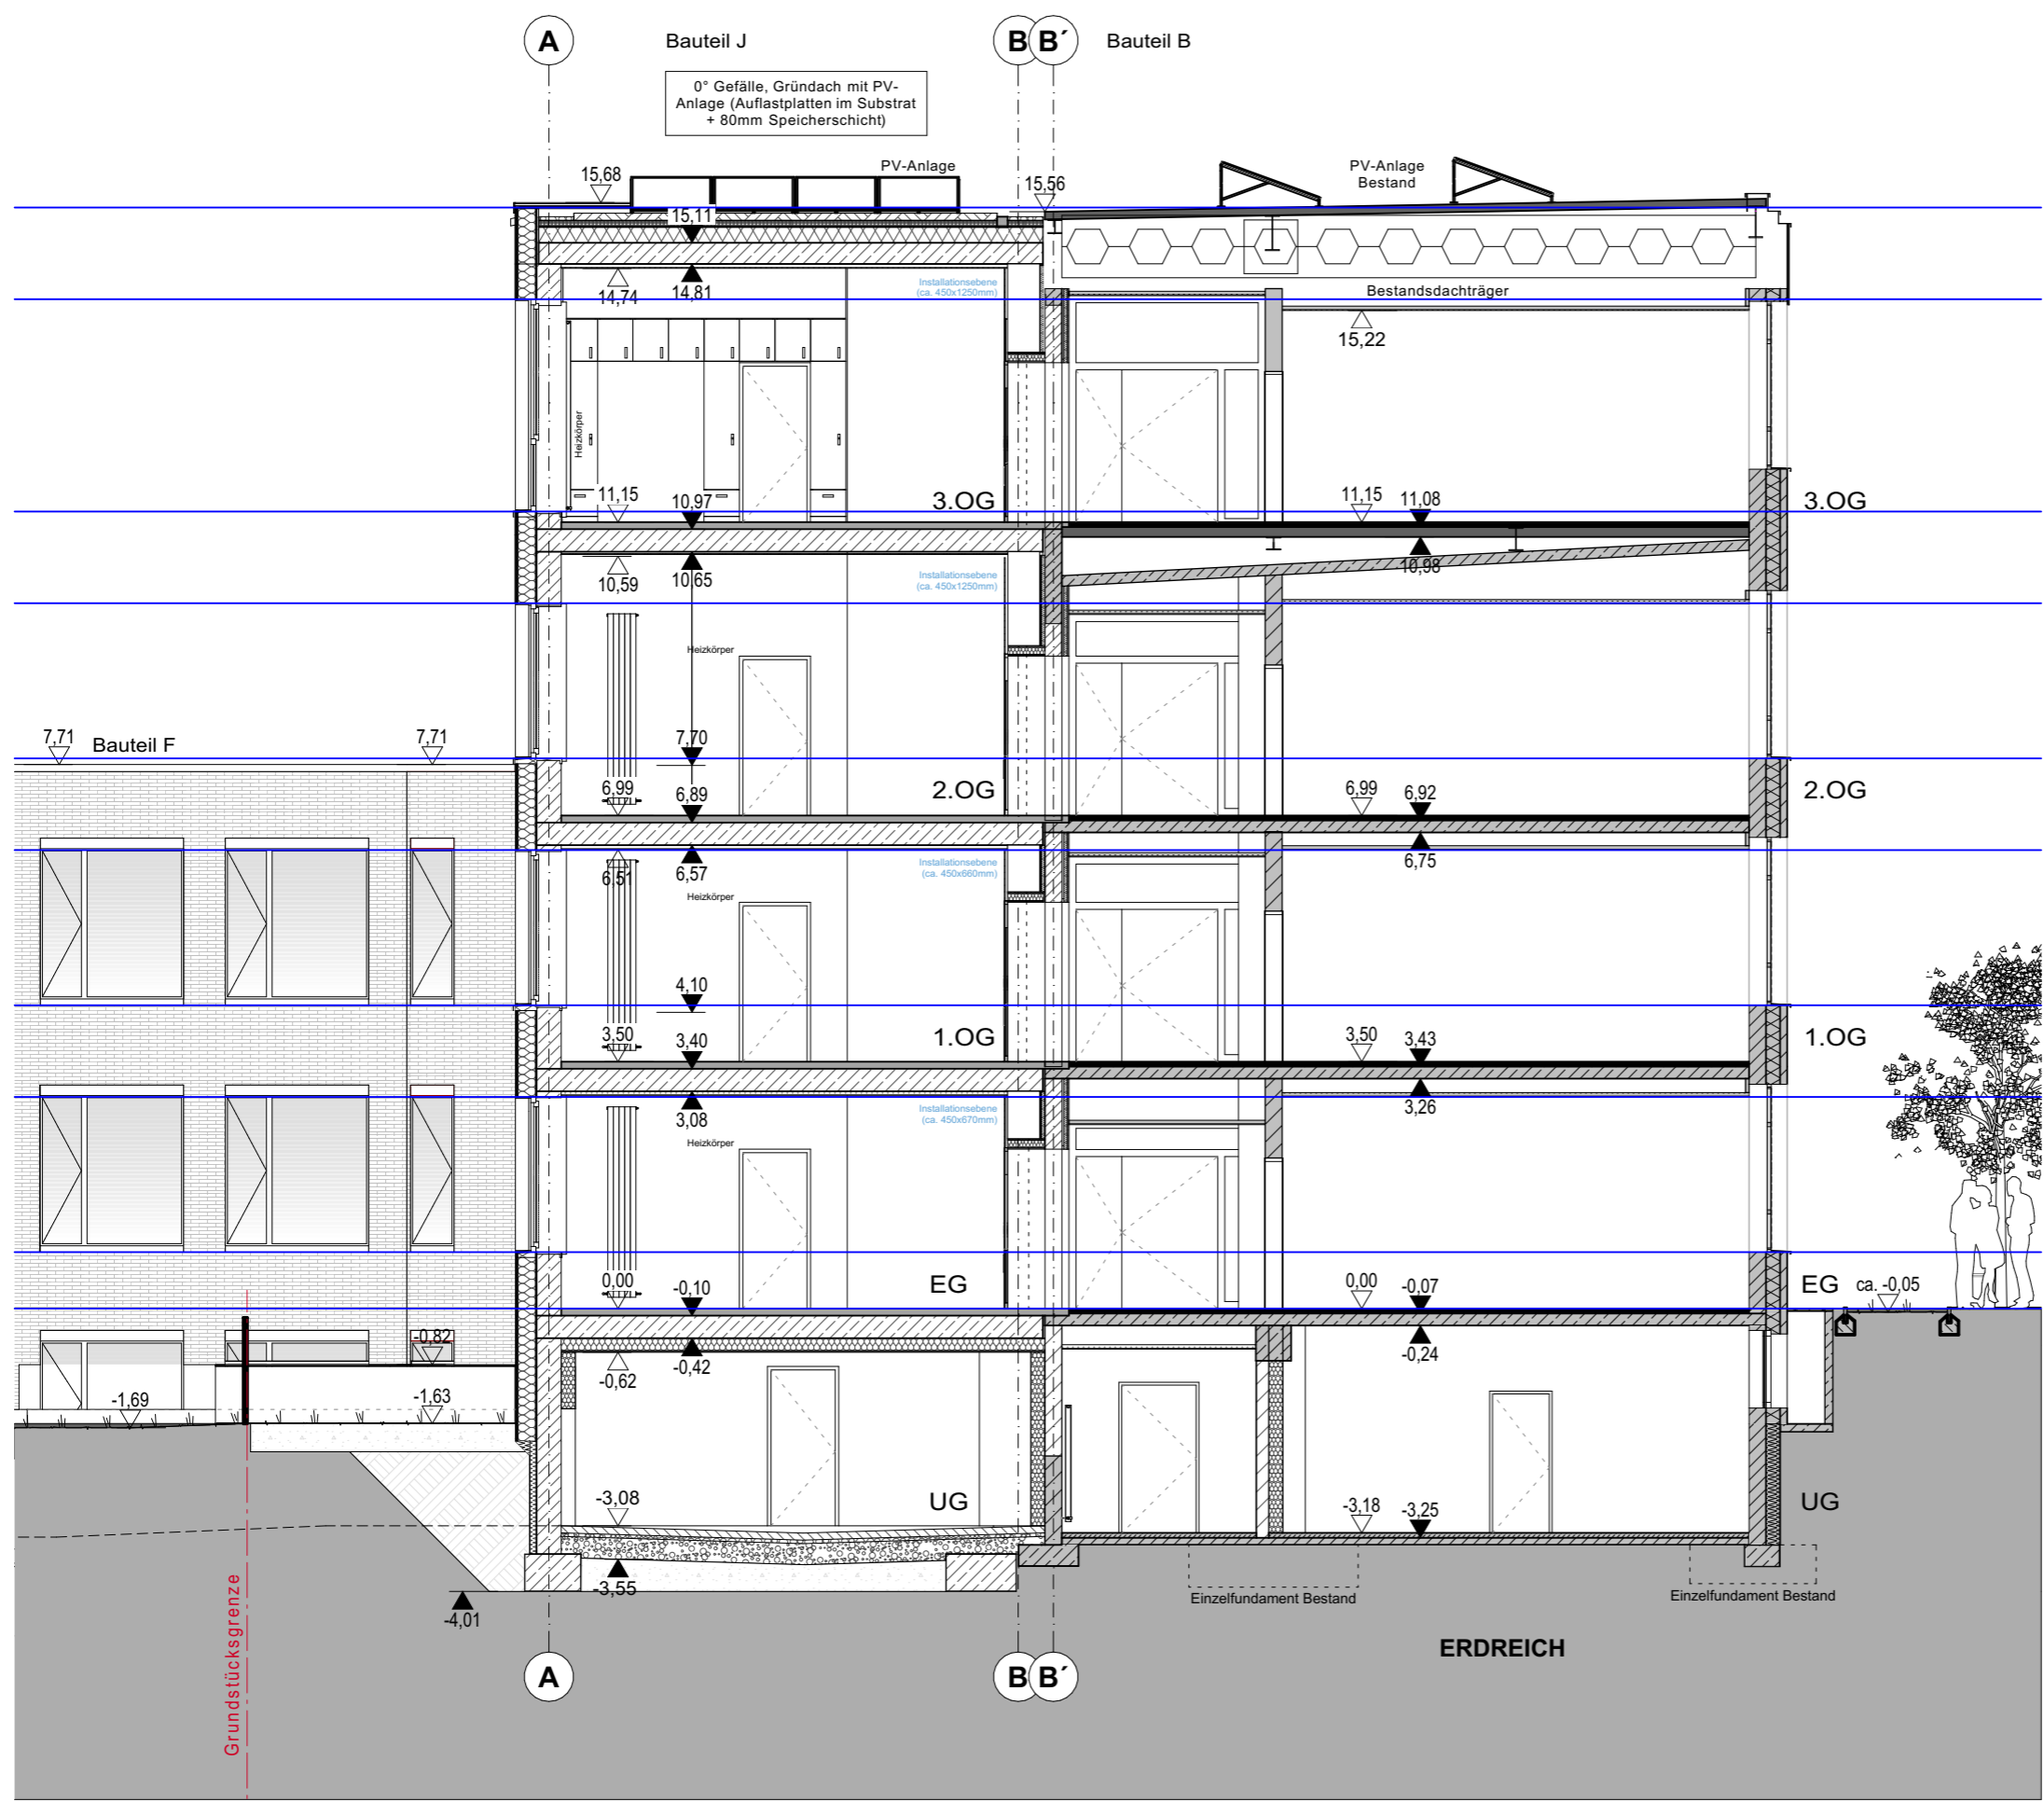 A
Bauteil J
B
B´
Bauteil B
0° Gefälle, Gründach mit PV-
Anlage (Auflastplatten im Substrat
+ 80mm Speicherschicht)
PV-Anlage
PV-Anlage
Bestand
15,68
15,56
15,11
14,74
14,81
Installationsebene
(ca. 450x1250mm)
Bestandsdachträger
15,22
Heizkörper
11,15
10,97
3.OG
11,15
11,08
3.OG
10,59
10,65
Installationsebene
(ca. 450x1250mm)
10,98
Heizkörper
7,71
Bauteil F
7,71
7,70
6,99
6,89
2.OG
6,99
6,92
2.OG
6,51
6,57
Installationsebene
(ca. 450x660mm)
6,75
Heizkörper
4,10
3,50
3,40
1.OG
3,50
3,43
1.OG
3,08
Installationsebene
(ca. 450x670mm)
3,26
Heizkörper
0,00
-0,10
EG
0,00
-0,07
EG
ca. -0,05
-0,82
-0,62
-0,42
-0,24
-1,69
-1,63
-3,08
UG
-3,18
-3,25
UG
-3,55
-4,01
Einzelfundament Bestand
Einzelfundament Bestand
Grundstücksgrenze
ERDREICH
A
B
B´